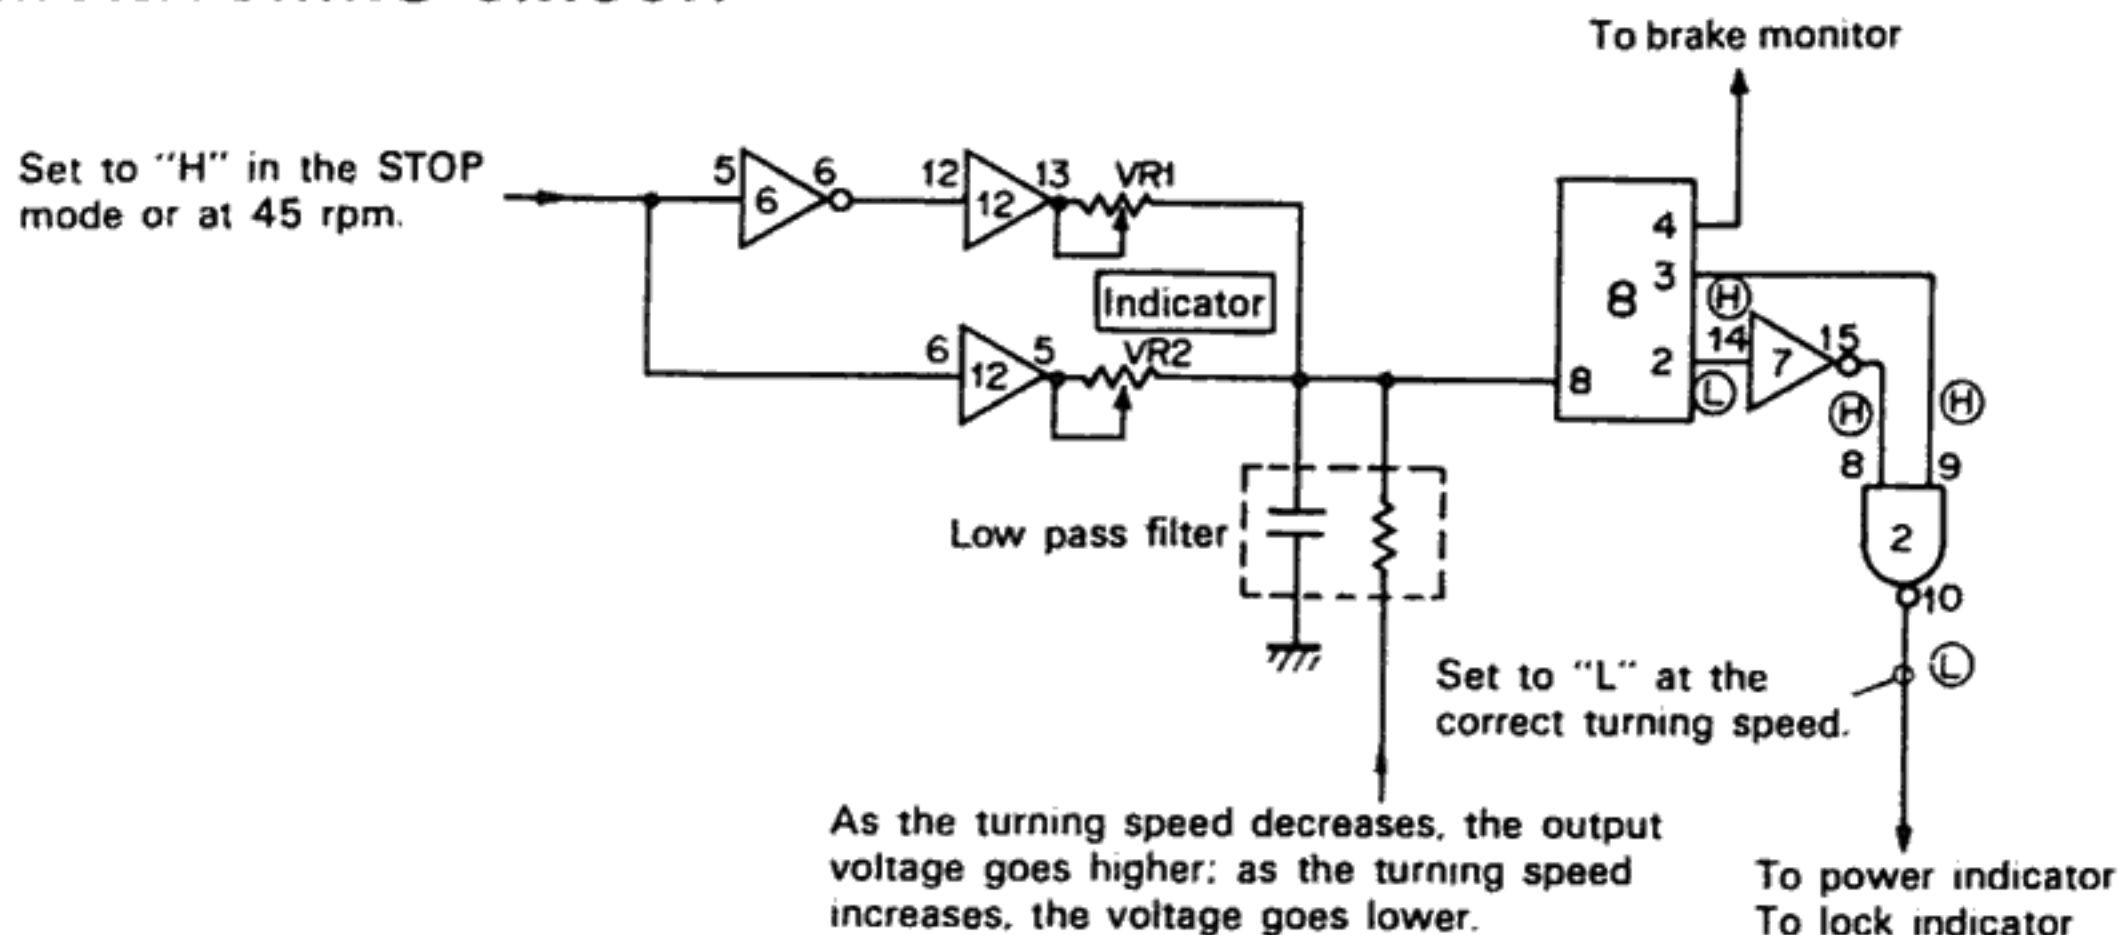 To brake monitor
Set to "H" in the STOP
mode or at 45 rpm.
5 6 6
12 12 13 VR1
Indicator
6 12 5 VR2
8
4
3
8
2
H
14 7 15
L
H
H
8 9
2
10
Low pass filter
Set to "L" at the
correct turning speed.
L
As the turning speed decreases, the output
voltage goes higher: as the turning speed
increases, the voltage goes lower.
To power indicator
To lock indicator